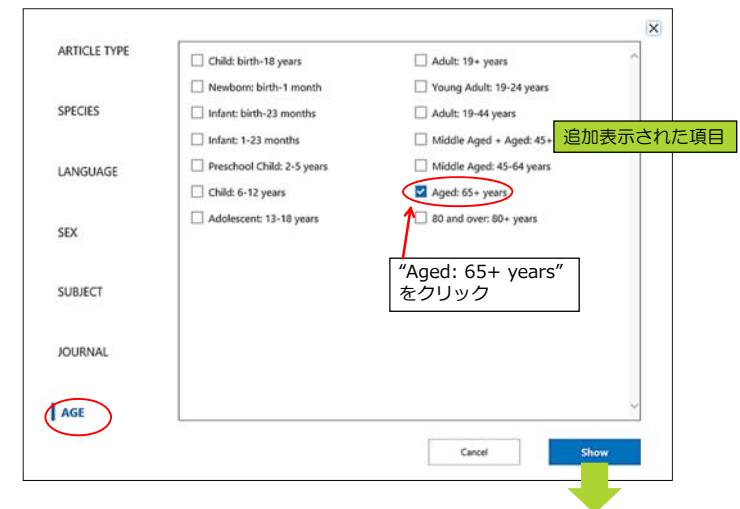 ARTICLE TYPE
SPECIES
LANGUAGE
SEX
SUBJECT
JOURNAL
AGE
Child: birth-18 years
Newborn: birth-1 month
Infant: birth-23 months
Infant: 1-23 months
Preschool Child: 2-5 years
Child: 6-12 years
Adolescent: 13-18 years
Adult: 19+ years
Young Adult: 19-24 years
Adult: 19-44 years
Middle Aged + Aged: 45+
Middle Aged: 45-64 years
Aged: 65+ years
80 and over: 80+ years
追加表示された項目
“Aged: 65+ years”
をクリック
Cancel
Show